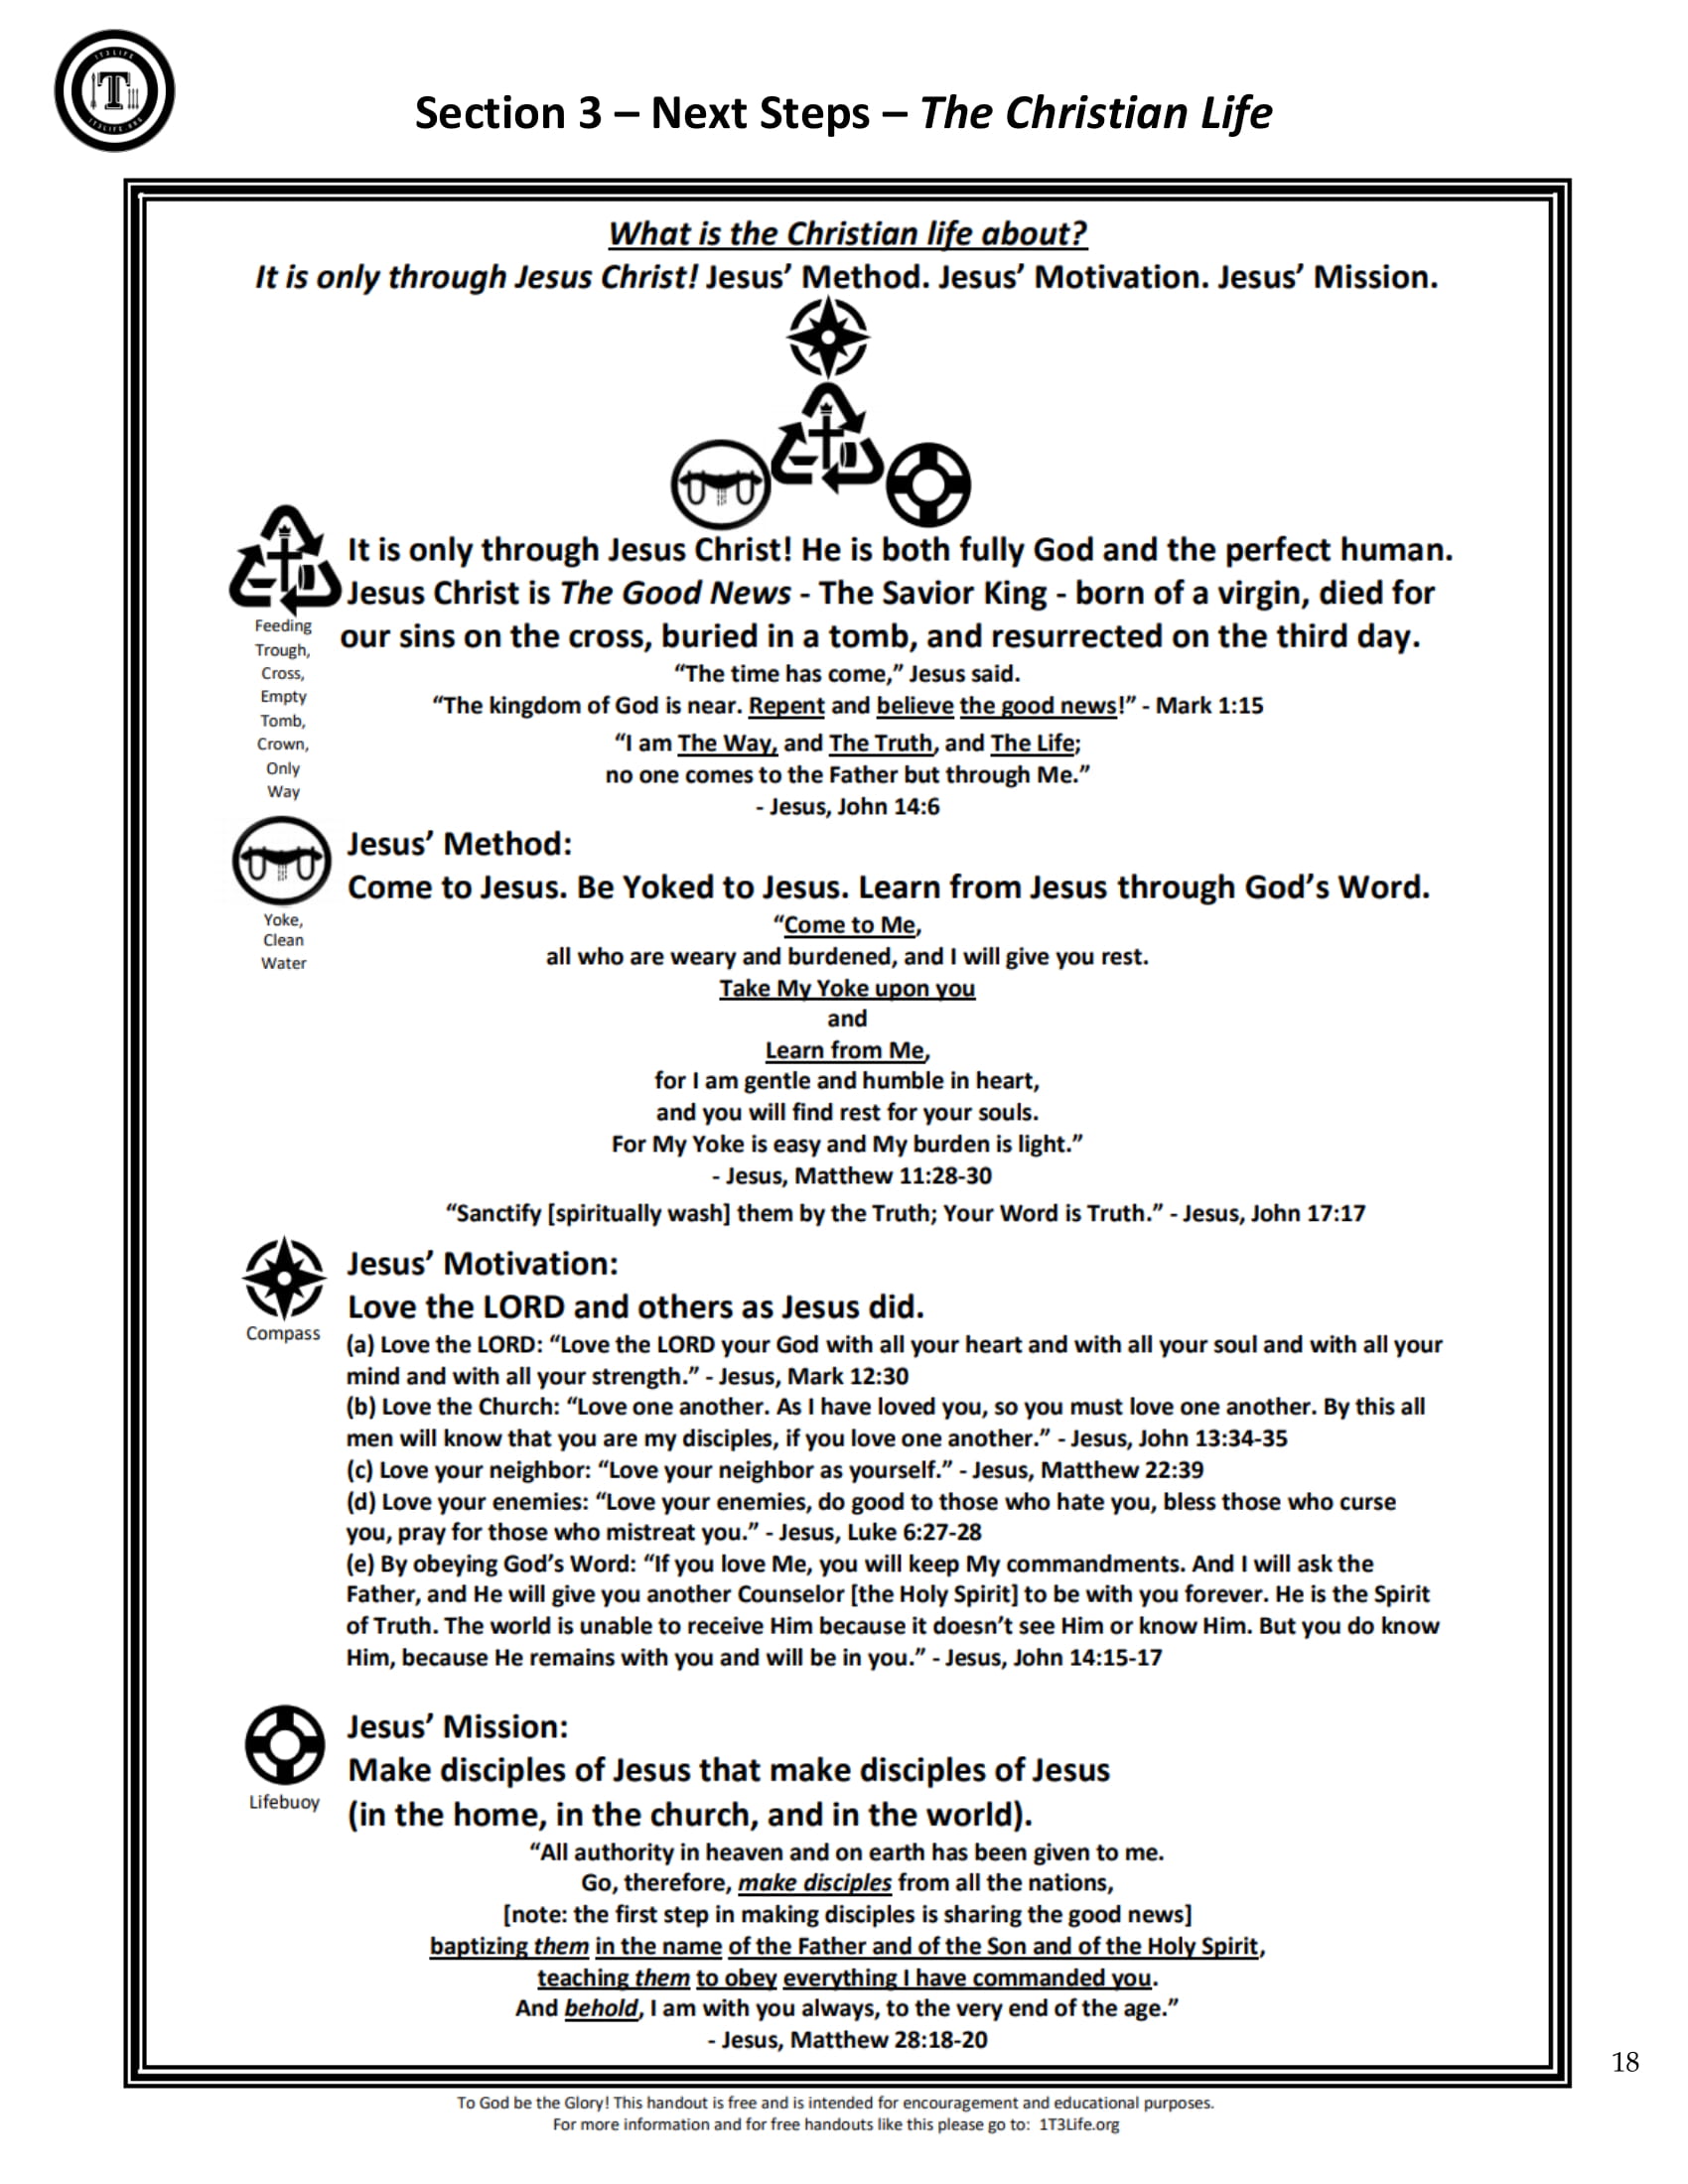 1T3 LIFE
T
1T3LIFE.ORG
Section 3 – Next Steps – The Christian Life
What is the Christian life about?
It is only through Jesus Christ! Jesus’ Method. Jesus’ Motivation. Jesus’ Mission.
It is only through Jesus Christ! He is both fully God and the perfect human.
Jesus Christ is The Good News - The Savior King - born of a virgin, died for
our sins on the cross, buried in a tomb, and resurrected on the third day.
Feeding
Trough,
Cross,
Empty
Tomb,
Crown,
Only
Way
“The time has come,” Jesus said.
“The kingdom of God is near. Repent and believe the good news!” - Mark 1:15
“I am The Way, and The Truth, and The Life;
no one comes to the Father but through Me.”
- Jesus, John 14:6
Jesus’ Method:
Come to Jesus. Be Yoked to Jesus. Learn from Jesus through God’s Word.
Yoke,
Clean
Water
“Come to Me,
all who are weary and burdened, and I will give you rest.
Take My Yoke upon you
and
Learn from Me,
for I am gentle and humble in heart,
and you will find rest for your souls.
For My Yoke is easy and My burden is light.”
- Jesus, Matthew 11:28-30
“Sanctify [spiritually wash] them by the Truth; Your Word is Truth.” - Jesus, John 17:17
Jesus’ Motivation:
Love the LORD and others as Jesus did.
Compass
(a) Love the LORD: “Love the LORD your God with all your heart and with all your soul and with all your
mind and with all your strength.” - Jesus, Mark 12:30
(b) Love the Church: “Love one another. As I have loved you, so you must love one another. By this all
men will know that you are my disciples, if you love one another.” - Jesus, John 13:34-35
(c) Love your neighbor: “Love your neighbor as yourself.” - Jesus, Matthew 22:39
(d) Love your enemies: “Love your enemies, do good to those who hate you, bless those who curse
you, pray for those who mistreat you.” - Jesus, Luke 6:27-28
(e) By obeying God’s Word: “If you love Me, you will keep My commandments. And I will ask the
Father, and He will give you another Counselor [the Holy Spirit] to be with you forever. He is the Spirit
of Truth. The world is unable to receive Him because it doesn’t see Him or know Him. But you do know
Him, because He remains with you and will be in you.” - Jesus, John 14:15-17
Jesus’ Mission:
Make disciples of Jesus that make disciples of Jesus
(in the home, in the church, and in the world).
Lifebuoy
“All authority in heaven and on earth has been given to me.
Go, therefore, make disciples from all the nations,
[note: the first step in making disciples is sharing the good news]
baptizing them in the name of the Father and of the Son and of the Holy Spirit,
teaching them to obey everything I have commanded you.
And behold, I am with you always, to the very end of the age.”
- Jesus, Matthew 28:18-20
18
To God be the Glory! This handout is free and is intended for encouragement and educational purposes.
For more information and for free handouts like this please go to: 1T3Life.org